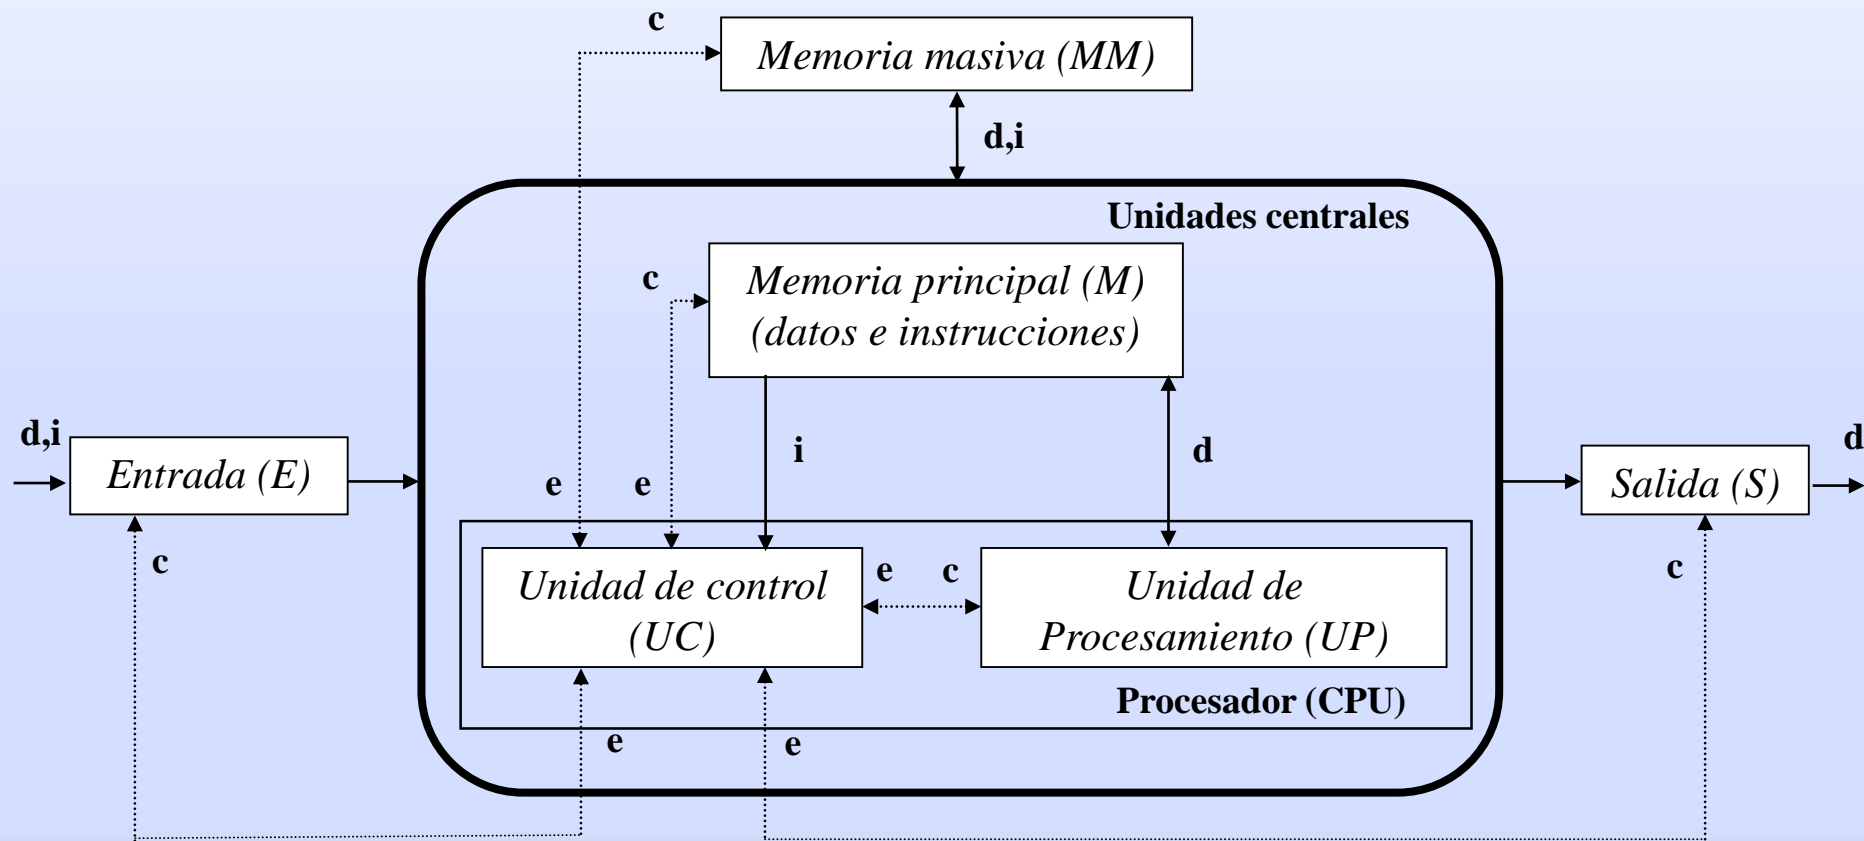 c
Memoria masiva (MM)
d,i
Unidades centrales
c
Memoria principal (M)
(datos e instrucciones)
d,i
Entrada (E)
e
e
i
d
Salida (S)
d
c
Unidad de control
(UC)
e
c
Unidad de
Procesamiento (UP)
c
Procesador (CPU)
e
e